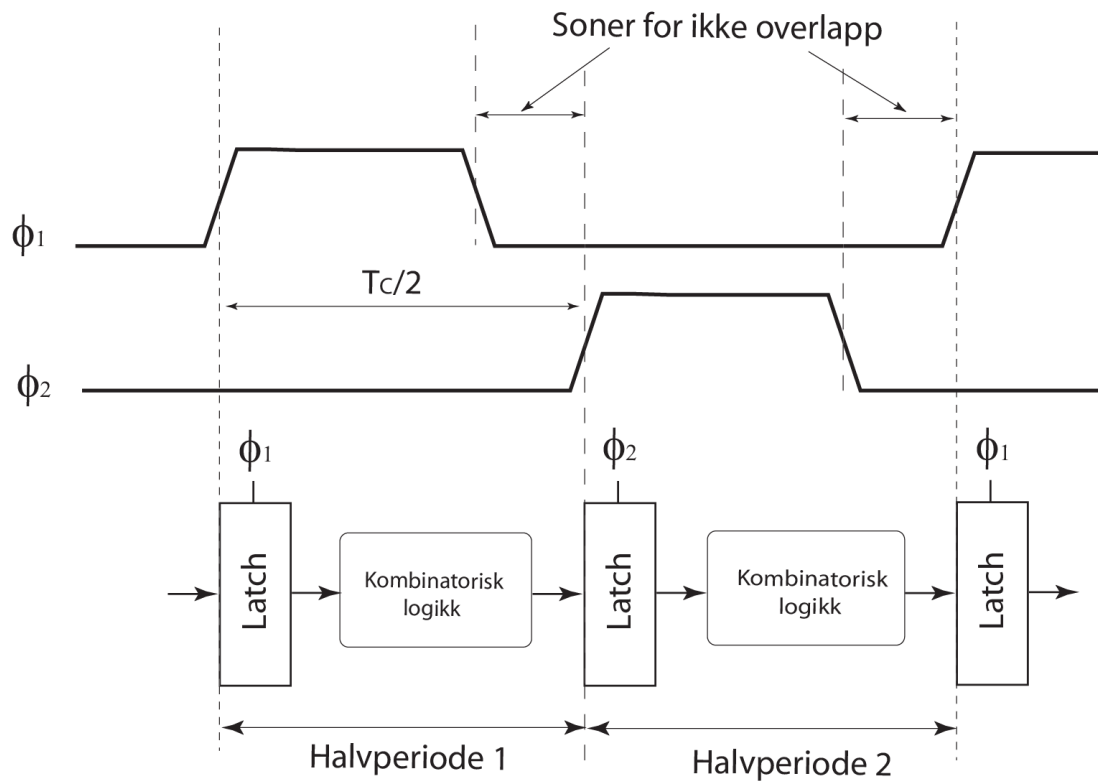 Soner for ikke overlapp
ϕ1
TC/2
ϕ2
ϕ1
ϕ2
ϕ1
Latch
Kombinatorisk
logikk
Latch
Kombinatorisk
logikk
Latch
Halvperiode 1
Halvperiode 2